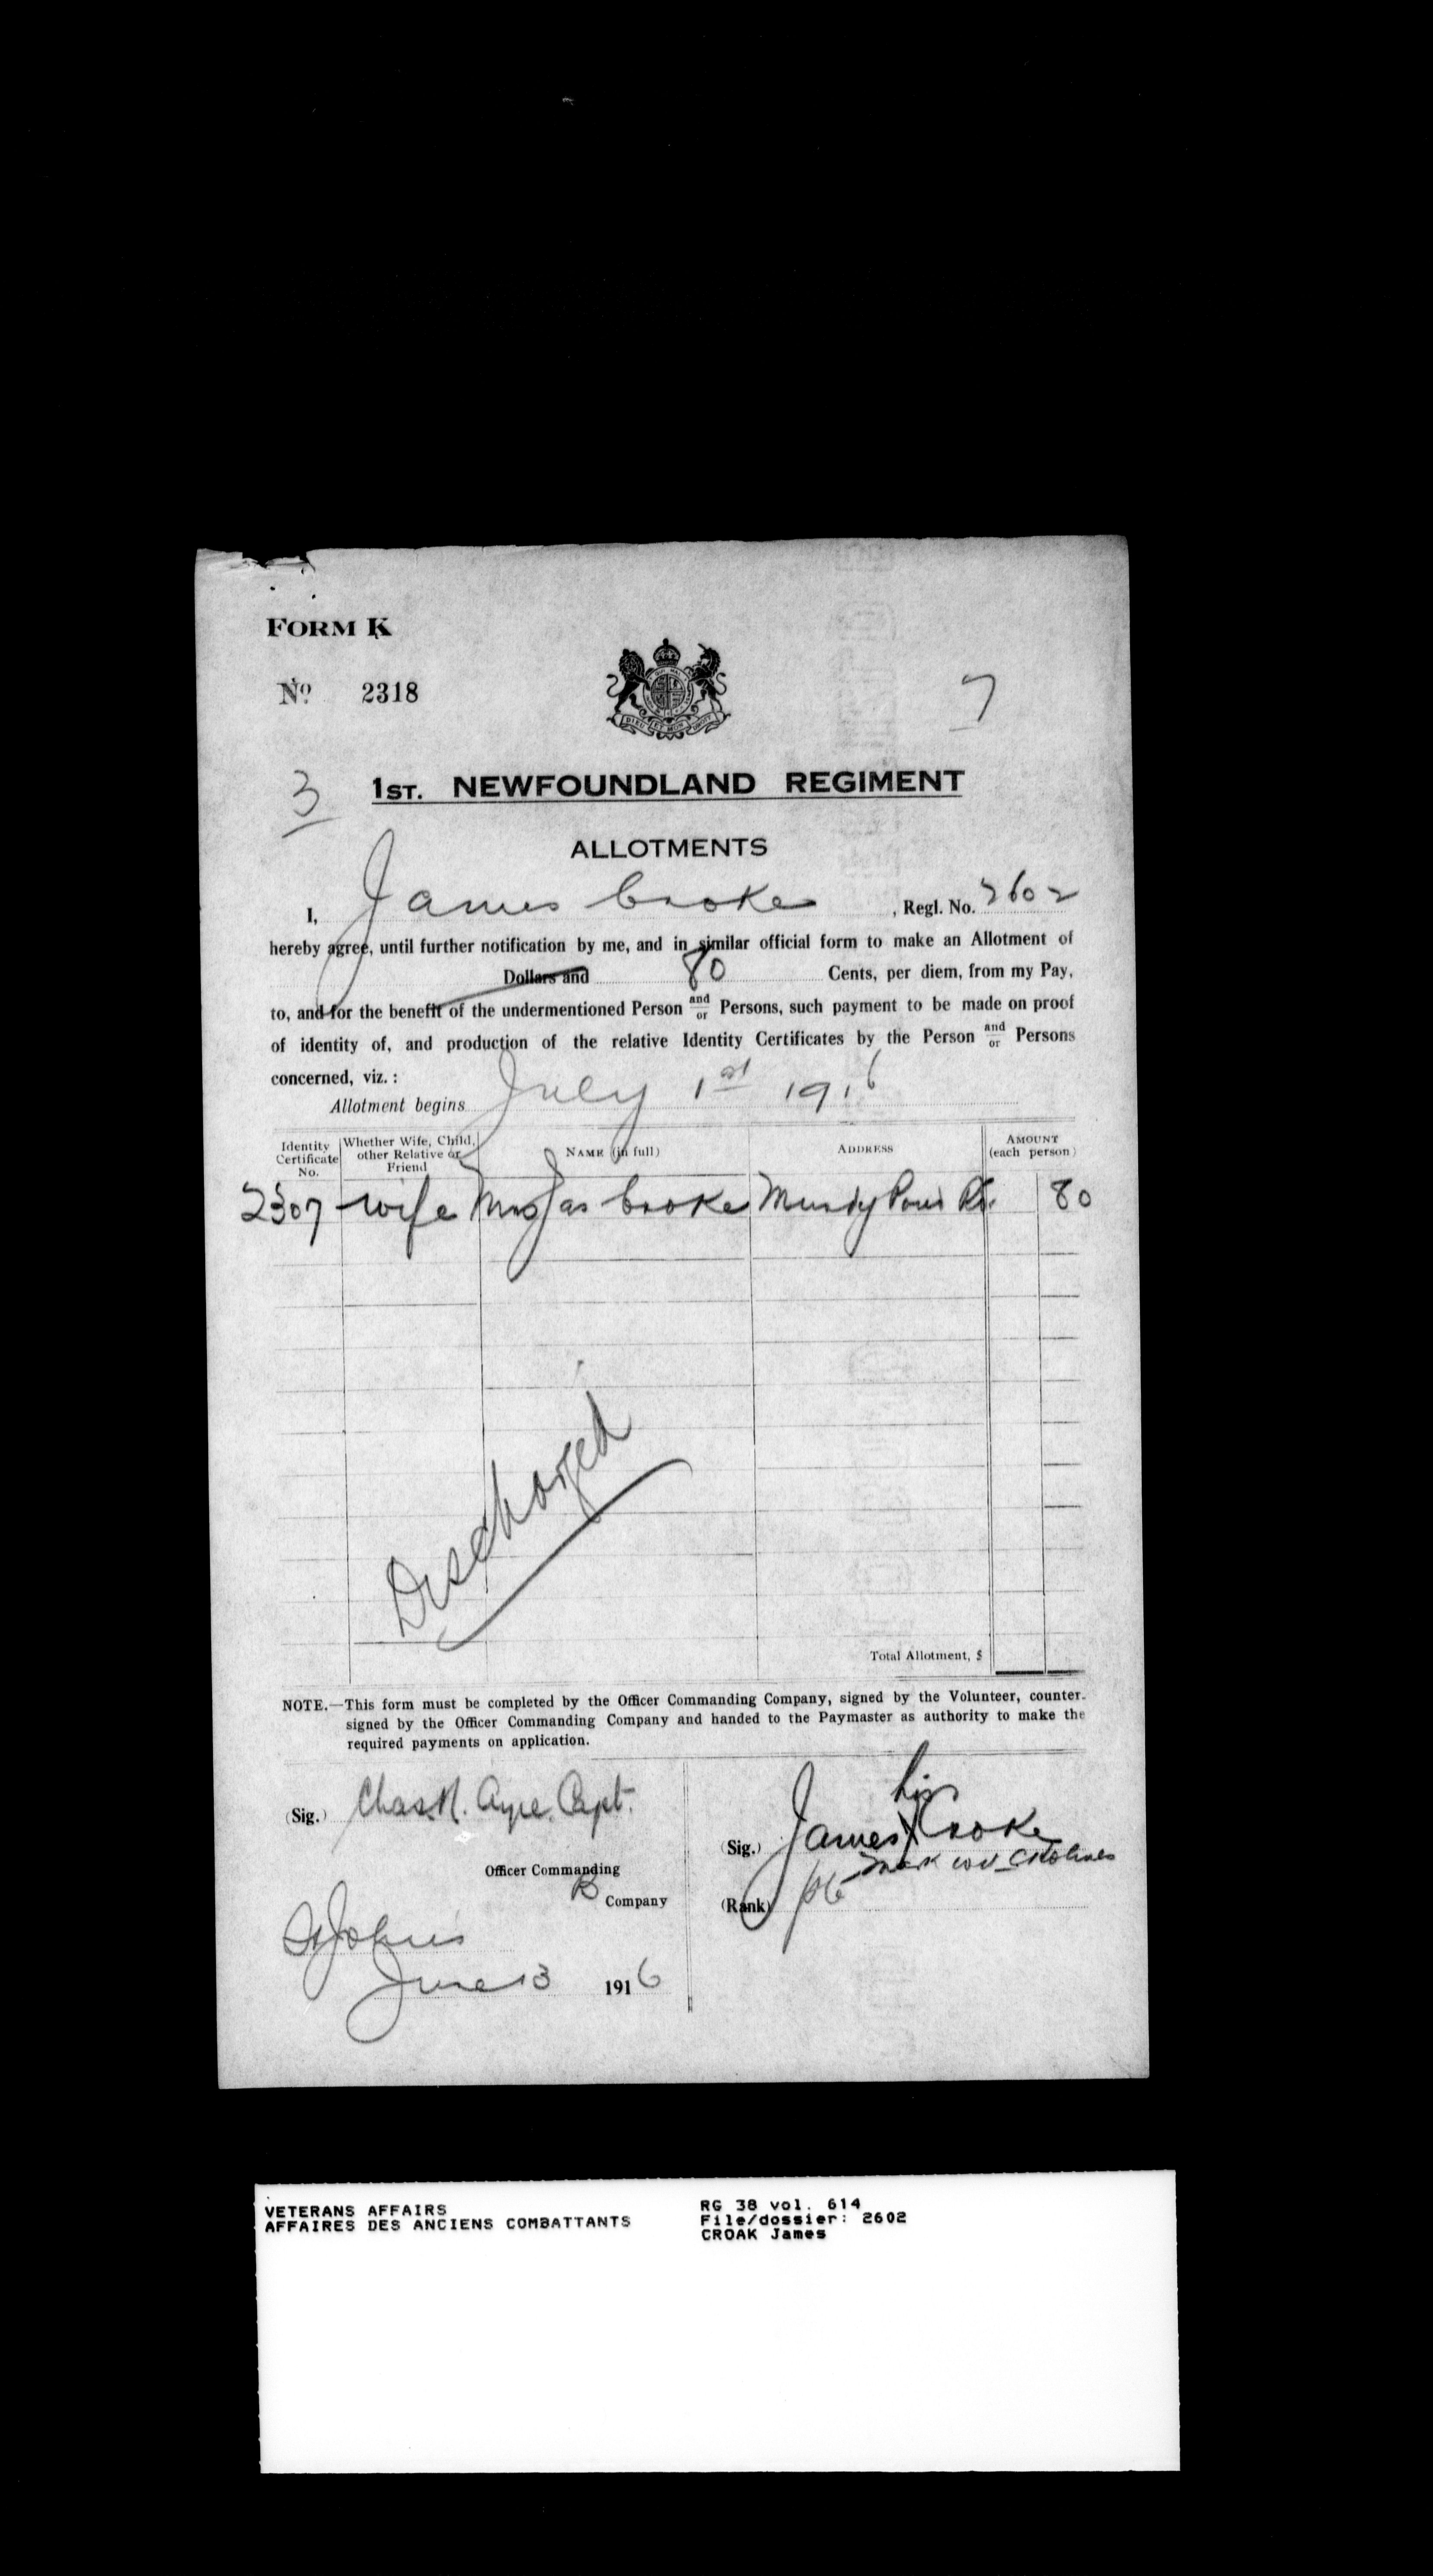 FORM K
No. 2318
7
3
1ST. NEWFOUNDLAND REGIMENT
ALLOTMENTS
I, James Croke, Regl. No. 2602
hereby agree, until further notification by me, and in similar official form to make an Allotment of
Dollars and 80 Cents, per diem, from my Pay,
to, and for the benefit of the undermentioned Person and/or Persons, such payment to be made on proof
of identity of, and production of the relative Identity Certificates by the Person and/or Persons
concerned, viz. :
Allotment begins July 1st 1916
Identity Certificate No. Whether Wife, Child, other Relative or Friend NAME (in full) ADDRESS AMOUNT (each person)
2307 wife Mrs Jas Croke Mundy Pond Rd. 80
Discharged
Total Allotment, $
NOTE.—This form must be completed by the Officer Commanding Company, signed by the Volunteer, counter-
signed by the Officer Commanding Company and handed to the Paymaster as authority to make the
required payments on application.
(Sig.) Chas. R. Ayre. Capt.
Officer Commanding
B Company
St Johns
June 13 1916
his
(Sig.) James X Croke
mark
(Rank) Pte
VETERANS AFFAIRS
AFFAIRES DES ANCIENS COMBATTANTS
RG 38 vol. 614
File/dossier: 2602
CROAK James